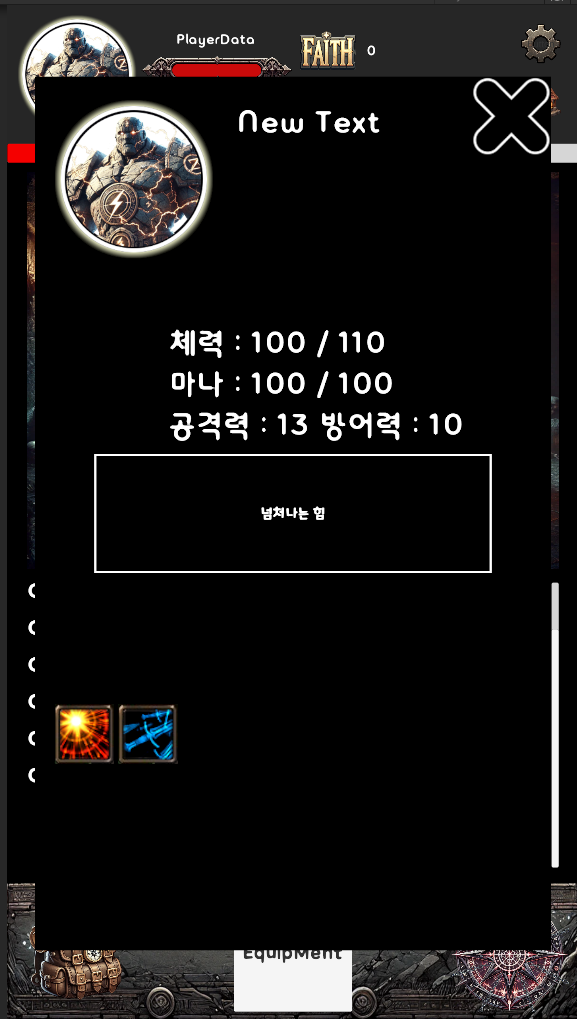 PlayerData
FAITH 0
New Text
체력 : 100 / 110
마나 : 100 / 100
공격력 : 13 방어력 : 10
넘쳐나는 힘
EquipMent